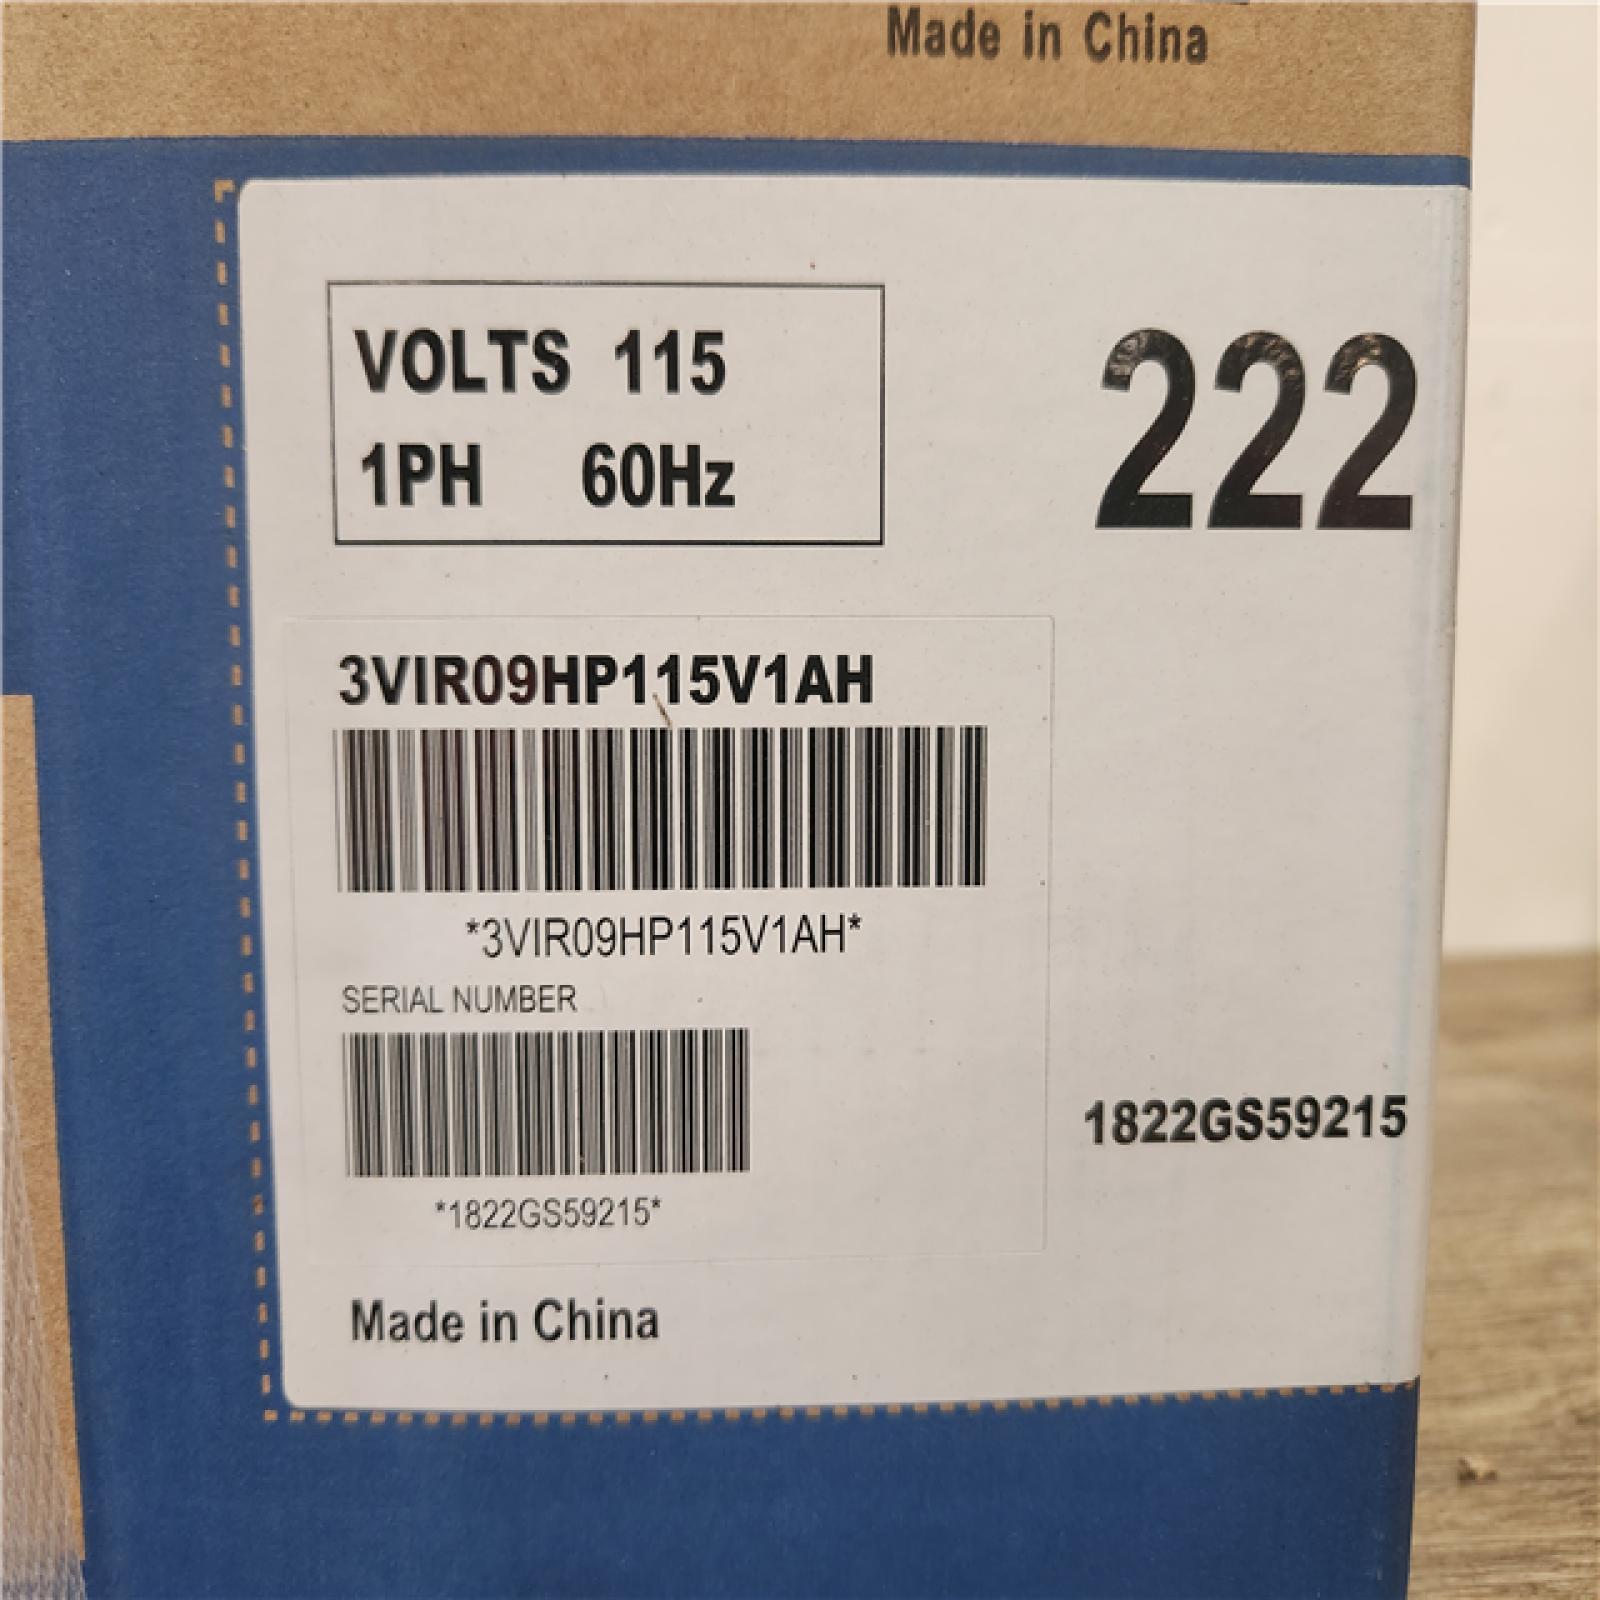 Made in China
VOLTS 115
1PH 60Hz
222
3VIR09HP115V1AH
*3VIR09HP115V1AH*
SERIAL NUMBER
*1822GS59215*
1822GS59215
Made in China